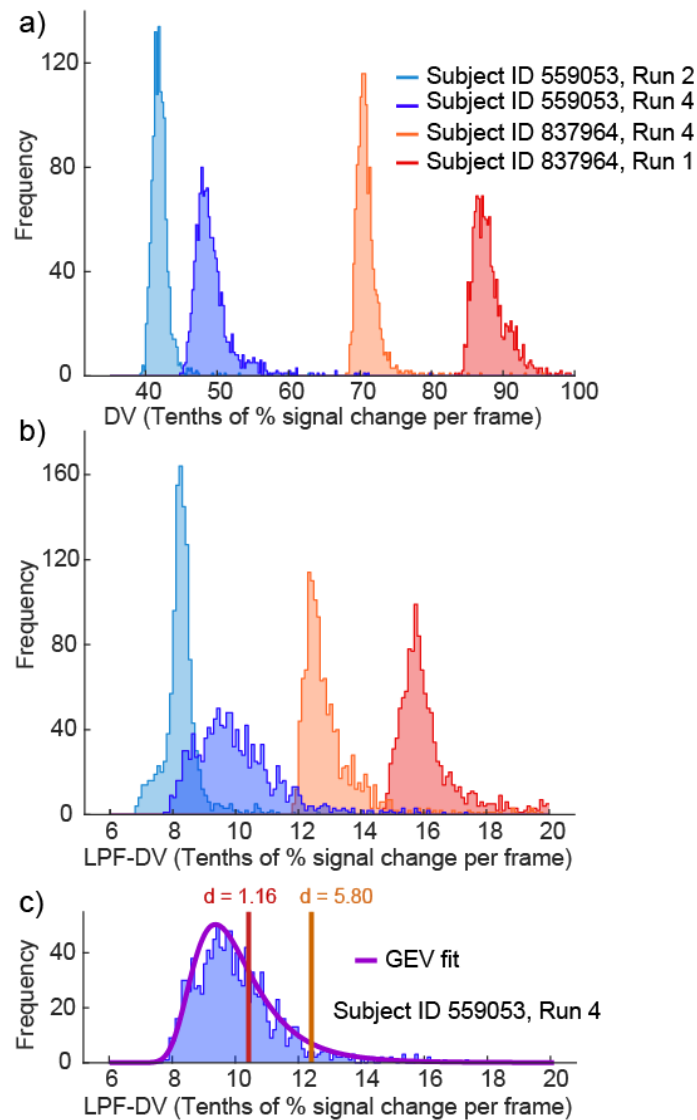 a)
120
80
40
0
Frequency
Subject ID 559053, Run 2
Subject ID 559053, Run 4
Subject ID 837964, Run 4
Subject ID 837964, Run 1
40 50 60 70 80 90 100
DV (Tenths of % signal change per frame)
b)
160
120
80
40
0
Frequency
6 8 10 12 14 16 18 20
LPF-DV (Tenths of % signal change per frame)
c)
d = 1.16 d = 5.80
40
20
0
Frequency
GEV fit
Subject ID 559053, Run 4
6 8 10 12 14 16 18 20
LPF-DV (Tenths of % signal change per frame)